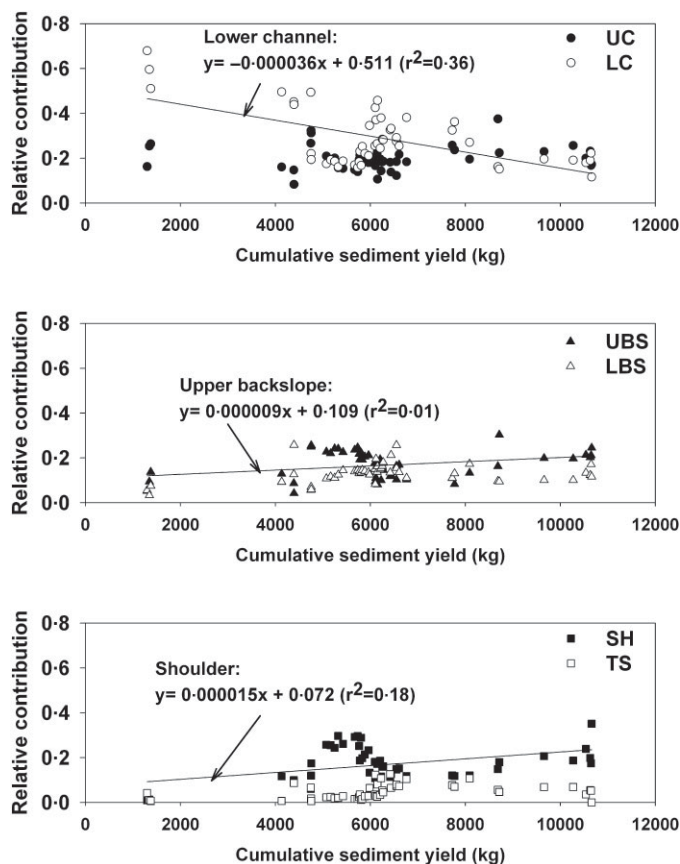 Relative contribution
0·8
0·6
0·4
0·2
0·0
Lower channel:
y= –0·000036x + 0·511 (r²=0·36)
UC
LC
0 2000 4000 6000 8000 10000 12000
Cumulative sediment yield (kg)
Relative contribution
0·8
0·6
0·4
0·2
0·0
Upper backslope:
y= 0·000009x + 0·109 (r²=0·01)
UBS
LBS
0 2000 4000 6000 8000 10000 12000
Cumulative sediment yield (kg)
Relative contribution
0·8
0·6
0·4
0·2
0·0
Shoulder:
y= 0·000015x + 0·072 (r²=0·18)
SH
TS
0 2000 4000 6000 8000 10000 12000
Cumulative sediment yield (kg)